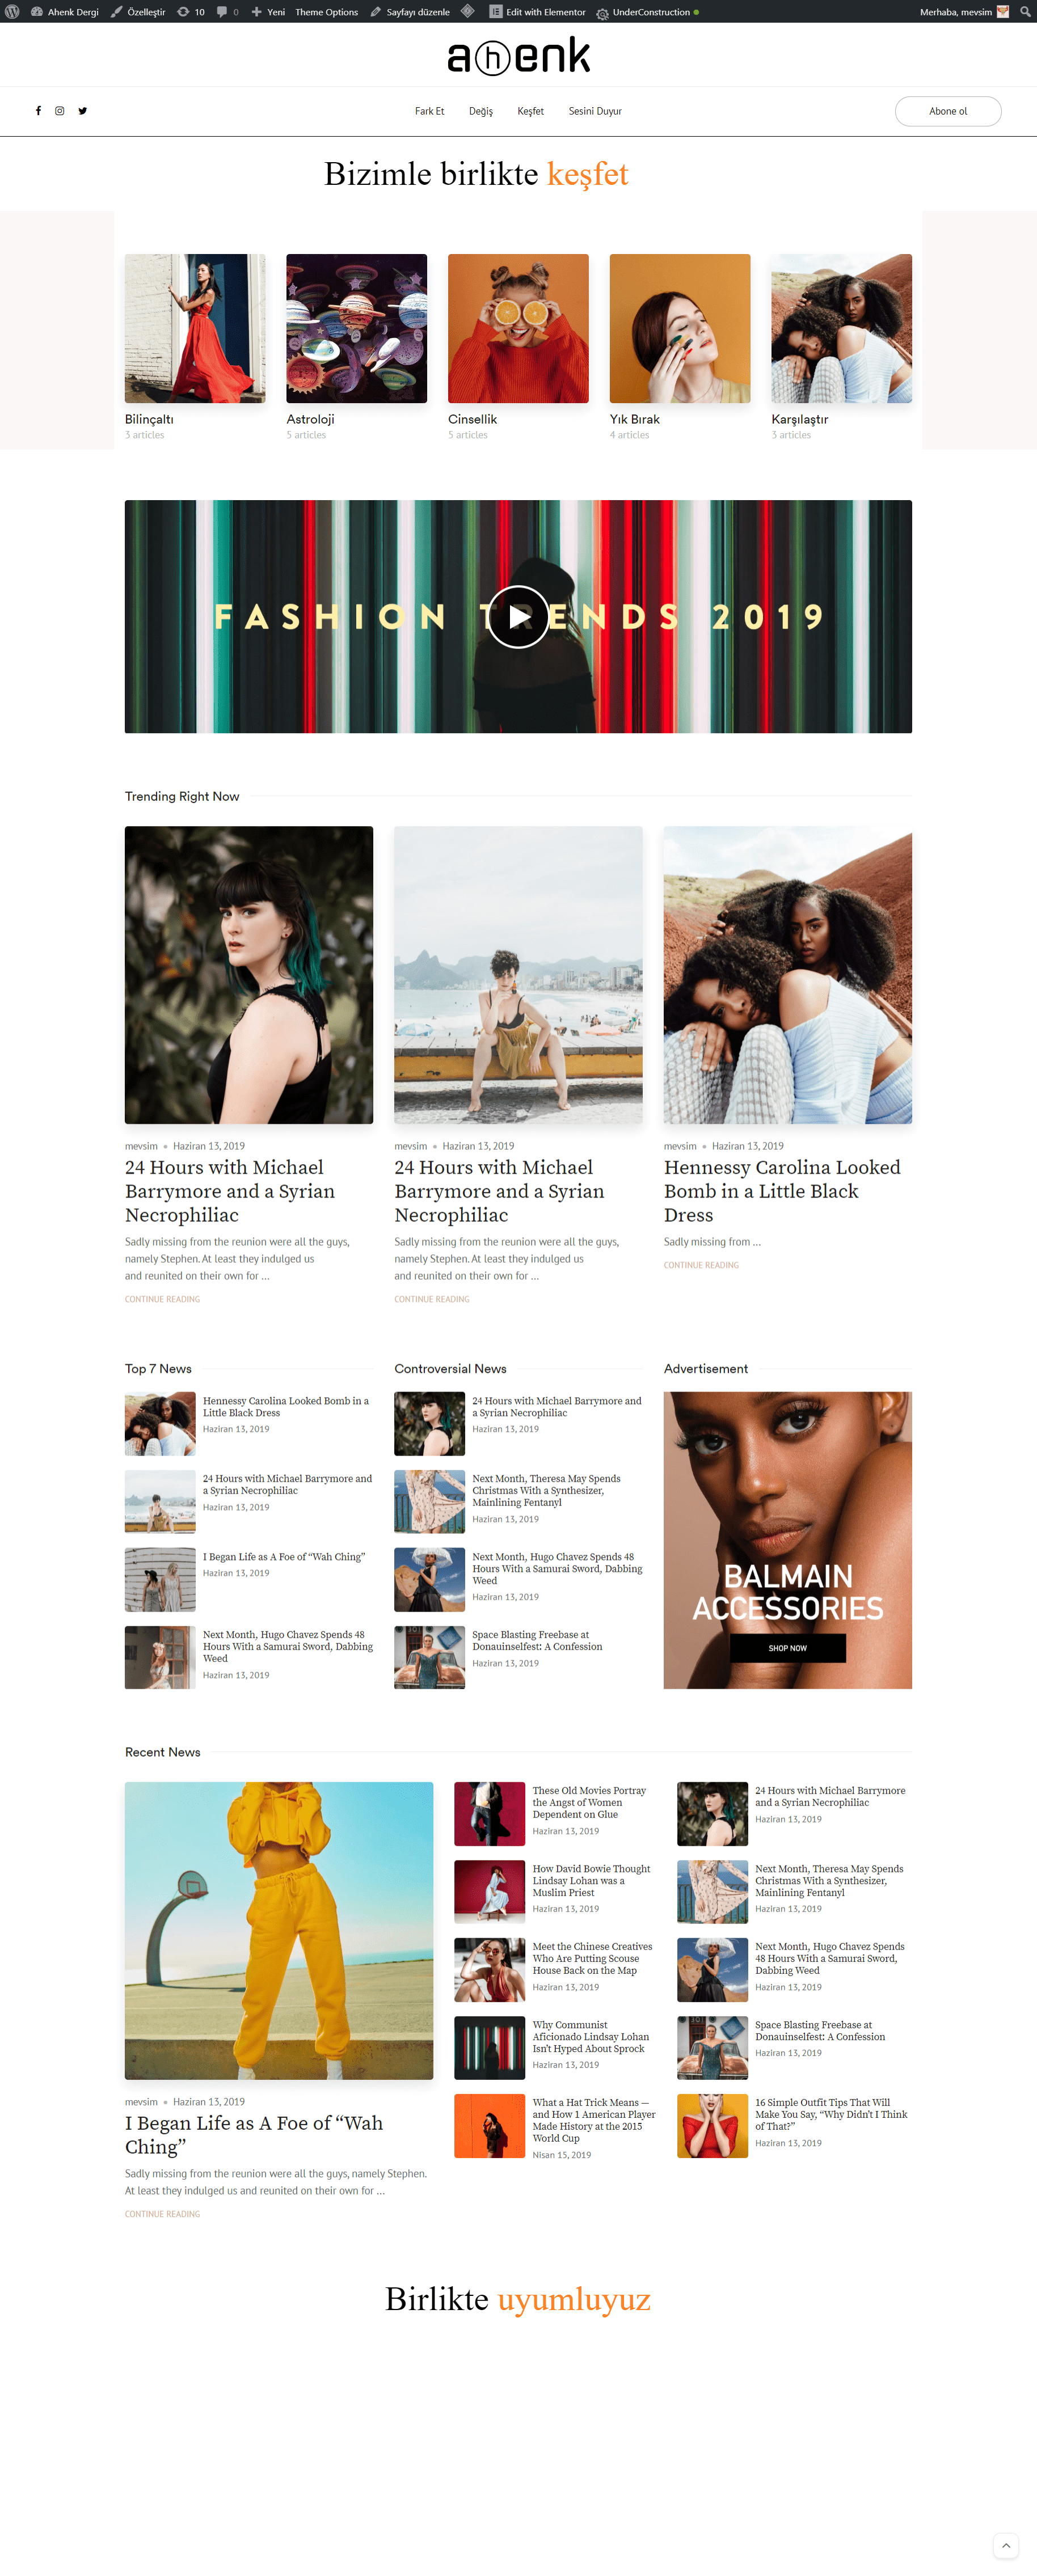 Ahenk Dergi Özelleştir 10 0 Yeni Theme Options Sayfayı düzenle Edit with Elementor UnderConstruction Merhaba, mevsim
ahenk
Fark Et Değiş Keşfet Sesini Duyur Abone ol
Bizimle birlikte keşfet
Bilinçaltı
3 articles
Astroloji
5 articles
Cinsellik
5 articles
Yık Bırak
4 articles
Karşılaştır
3 articles
FASHION TRENDS 2019
Trending Right Now
mevsim Haziran 13, 2019
24 Hours with Michael
Barrymore and a Syrian
Necrophiliac
Sadly missing from the reunion were all the guys,
namely Stephen. At least they indulged us
and reunited on their own for ...
CONTINUE READING
mevsim Haziran 13, 2019
24 Hours with Michael
Barrymore and a Syrian
Necrophiliac
Sadly missing from the reunion were all the guys,
namely Stephen. At least they indulged us
and reunited on their own for ...
CONTINUE READING
mevsim Haziran 13, 2019
Hennessy Carolina Looked
Bomb in a Little Black
Dress
Sadly missing from ...
CONTINUE READING
Top 7 News
Hennessy Carolina Looked Bomb in a
Little Black Dress
Haziran 13, 2019
24 Hours with Michael Barrymore and
a Syrian Necrophiliac
Haziran 13, 2019
I Began Life as A Foe of “Wah Ching”
Haziran 13, 2019
Next Month, Hugo Chavez Spends 48
Hours With a Samurai Sword, Dabbing
Weed
Haziran 13, 2019
Controversial News
24 Hours with Michael Barrymore and
a Syrian Necrophiliac
Haziran 13, 2019
Next Month, Theresa May Spends
Christmas With a Synthesizer,
Mainlining Fentanyl
Haziran 13, 2019
Next Month, Hugo Chavez Spends 48
Hours With a Samurai Sword, Dabbing
Weed
Haziran 13, 2019
Space Blasting Freebase at
Donauinselfest: A Confession
Haziran 13, 2019
Advertisement
BALMAIN
ACCESSORIES
SHOP NOW
Recent News
mevsim Haziran 13, 2019
I Began Life as A Foe of “Wah
Ching”
Sadly missing from the reunion were all the guys, namely Stephen.
At least they indulged us and reunited on their own for ...
CONTINUE READING
These Old Movies Portray
the Angst of Women
Dependent on Glue
Haziran 13, 2019
How David Bowie Thought
Lindsay Lohan was a
Muslim Priest
Haziran 13, 2019
Meet the Chinese Creatives
Who Are Putting Scouse
House Back on the Map
Haziran 13, 2019
Why Communist
Aficionado Lindsay Lohan
Isn’t Hyped About Sprock
Haziran 13, 2019
What a Hat Trick Means —
and How 1 American Player
Made History at the 2015
World Cup
Nisan 15, 2019
24 Hours with Michael Barrymore
and a Syrian Necrophiliac
Haziran 13, 2019
Next Month, Theresa May Spends
Christmas With a Synthesizer,
Mainlining Fentanyl
Haziran 13, 2019
Next Month, Hugo Chavez Spends
48 Hours With a Samurai Sword,
Dabbing Weed
Haziran 13, 2019
Space Blasting Freebase at
Donauinselfest: A Confession
Haziran 13, 2019
16 Simple Outfit Tips That Will
Make You Say, “Why Didn’t I Think
of That?”
Haziran 13, 2019
Birlikte uyumluyuz